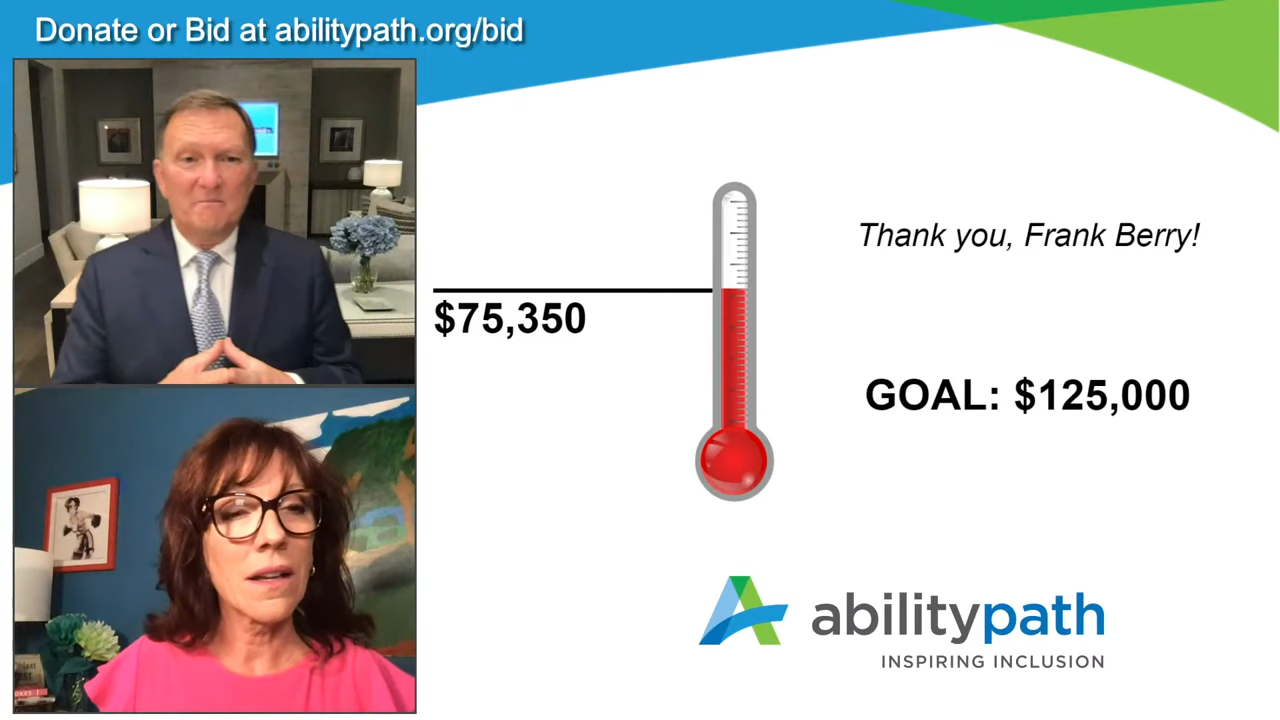 Donate or Bid at abilitypath.org/bid
Thank you, Frank Berry!
$75,350
GOAL: $125,000
abilitypath
INSPIRING INCLUSION